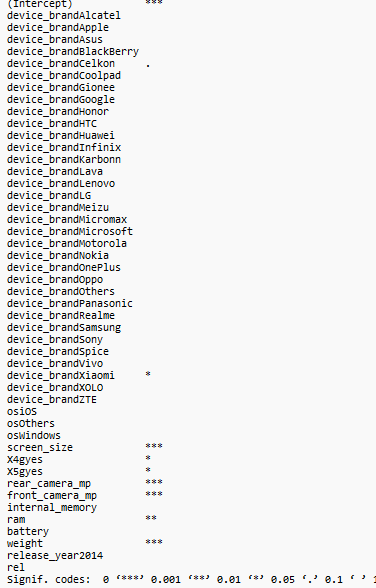 (Intercept) ***
device_brandAlcatel
device_brandApple
device_brandAsus
device_brandBlackBerry
device_brandCelkon .
device_brandCoolpad
device_brandGionee
device_brandGoogle
device_brandHonor
device_brandHTC
device_brandHuawei
device_brandInfinix
device_brandKarbonn
device_brandLava
device_brandLenovo
device_brandLG
device_brandMeizu
device_brandMicromax
device_brandMicrosoft
device_brandMotorola
device_brandNokia
device_brandOnePlus
device_brandOppo
device_brandOthers
device_brandPanasonic
device_brandRealme
device_brandSamsung
device_brandSony
device_brandSpice
device_brandVivo
device_brandXiaomi *
device_brandXOLO
device_brandZTE
osiOS
osOthers
osWindows
screen_size ***
X4gyes *
X5gyes *
rear_camera_mp ***
front_camera_mp ***
internal_memory
ram **
battery
weight ***
release_year2014
rel
Signif. codes: 0 ‘***’ 0.001 ‘**’ 0.01 ‘*’ 0.05 ‘.’ 0.1 ‘ ’ 1